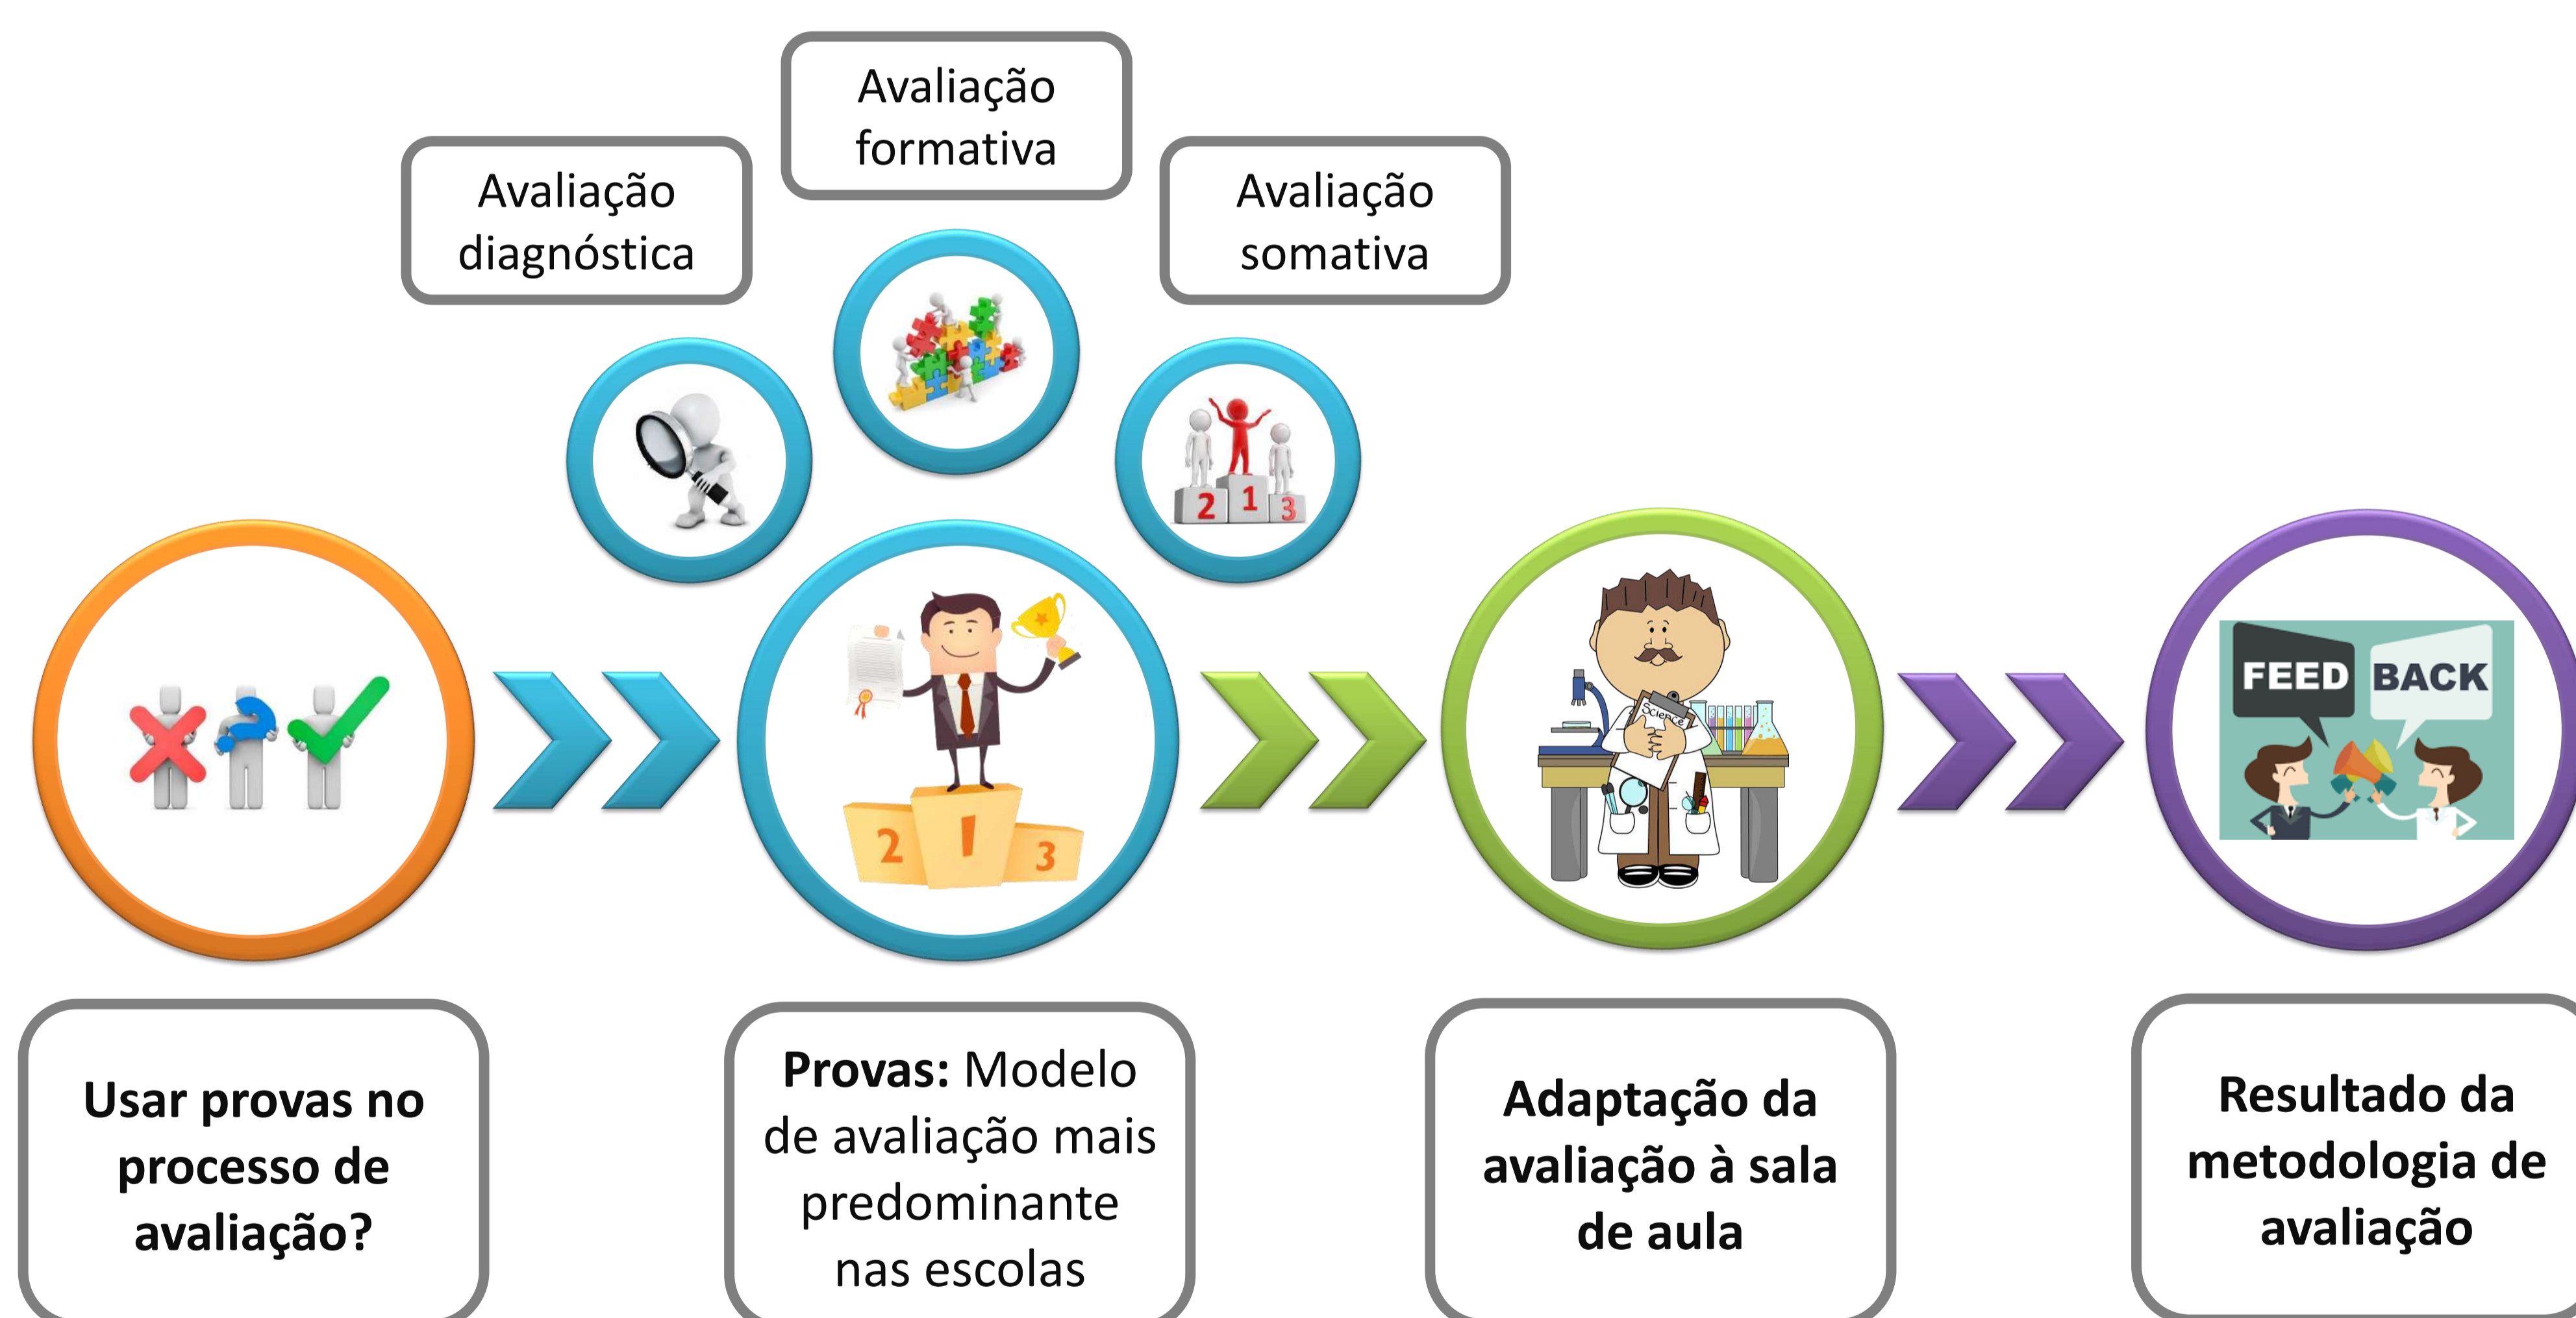 Avaliação
formativa
Avaliação
diagnóstica
Avaliação
somativa
2 1 3
Science
FEED BACK
2 1 3
Usar provas no
processo de
avaliação?
Provas: Modelo
de avaliação mais
predominante
nas escolas
Adaptação da
avaliação à sala
de aula
Resultado da
metodologia de
avaliação